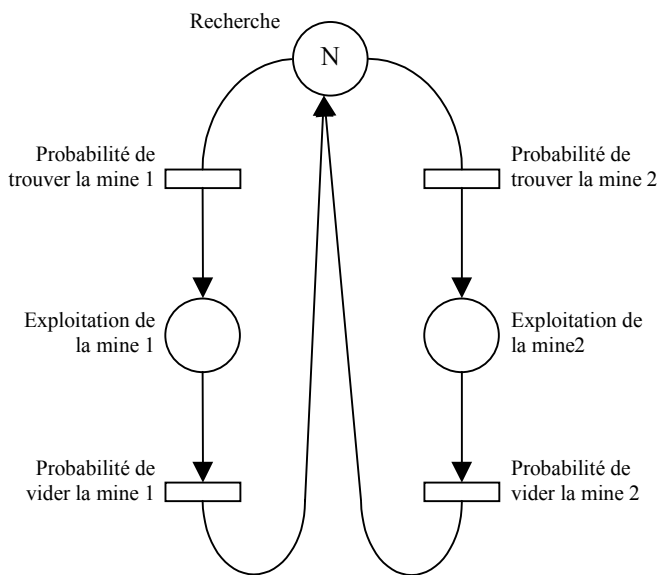 Recherche
N
Probabilité de
trouver la mine 1
Probabilité de
trouver la mine 2
Exploitation de
la mine 1
Exploitation de
la mine2
Probabilité de
vider la mine 1
Probabilité de
vider la mine 2